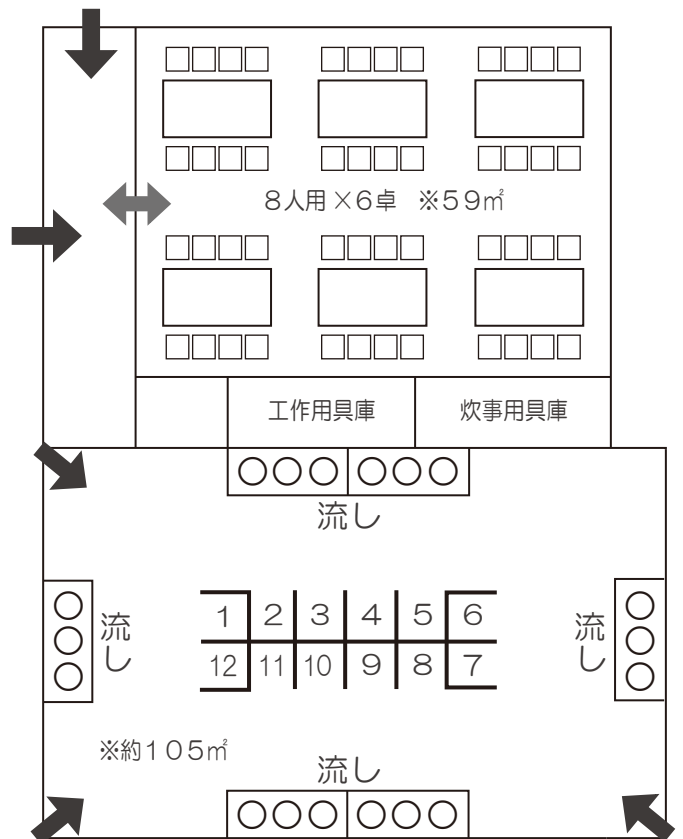 ８人用×６卓　※５９㎡
工作用具庫
炊事用具庫
流し
1 2 3 4 5 6
流し
流し
12 11 10 9 8 7
※約１０５㎡
流し